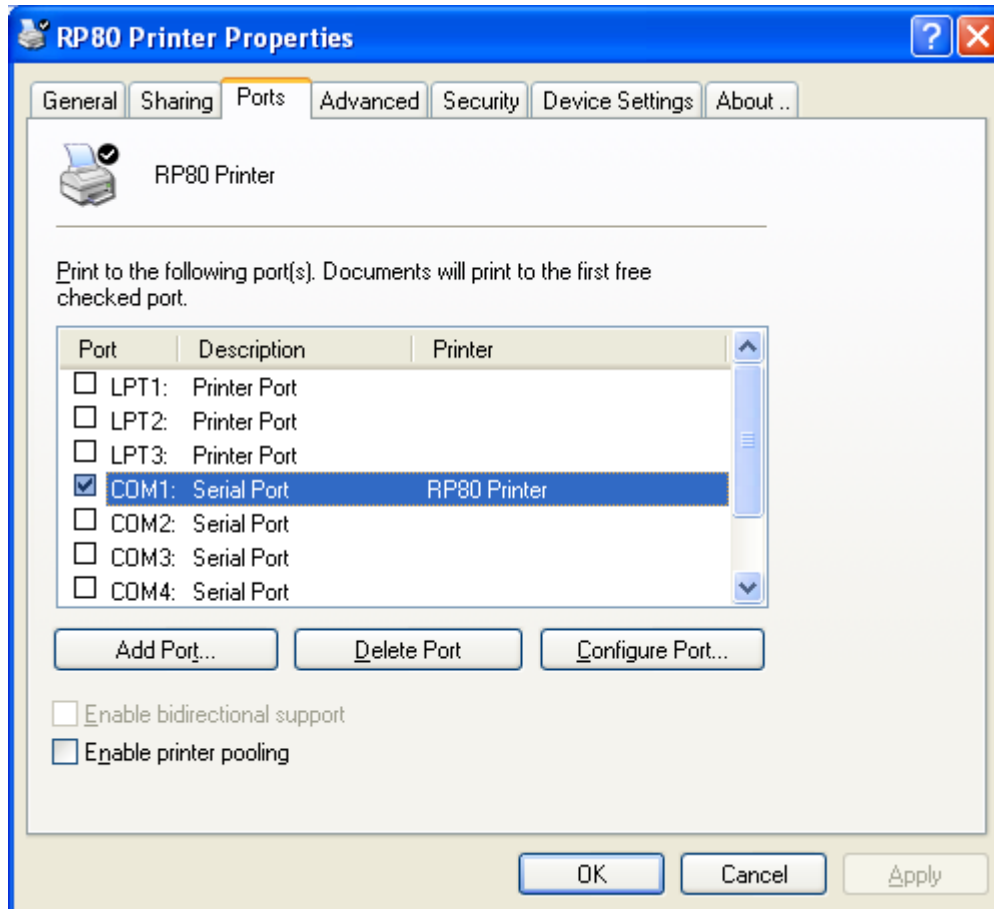 RP80 Printer Properties
General Sharing Ports Advanced Security Device Settings About ..
RP80 Printer
Print to the following port(s). Documents will print to the first free
checked port.
Port Description Printer
LPT1: Printer Port
LPT2: Printer Port
LPT3: Printer Port
COM1: Serial Port RP80 Printer
COM2: Serial Port
COM3: Serial Port
COM4: Serial Port
Add Port... Delete Port Configure Port...
Enable bidirectional support
Enable printer pooling
OK Cancel Apply